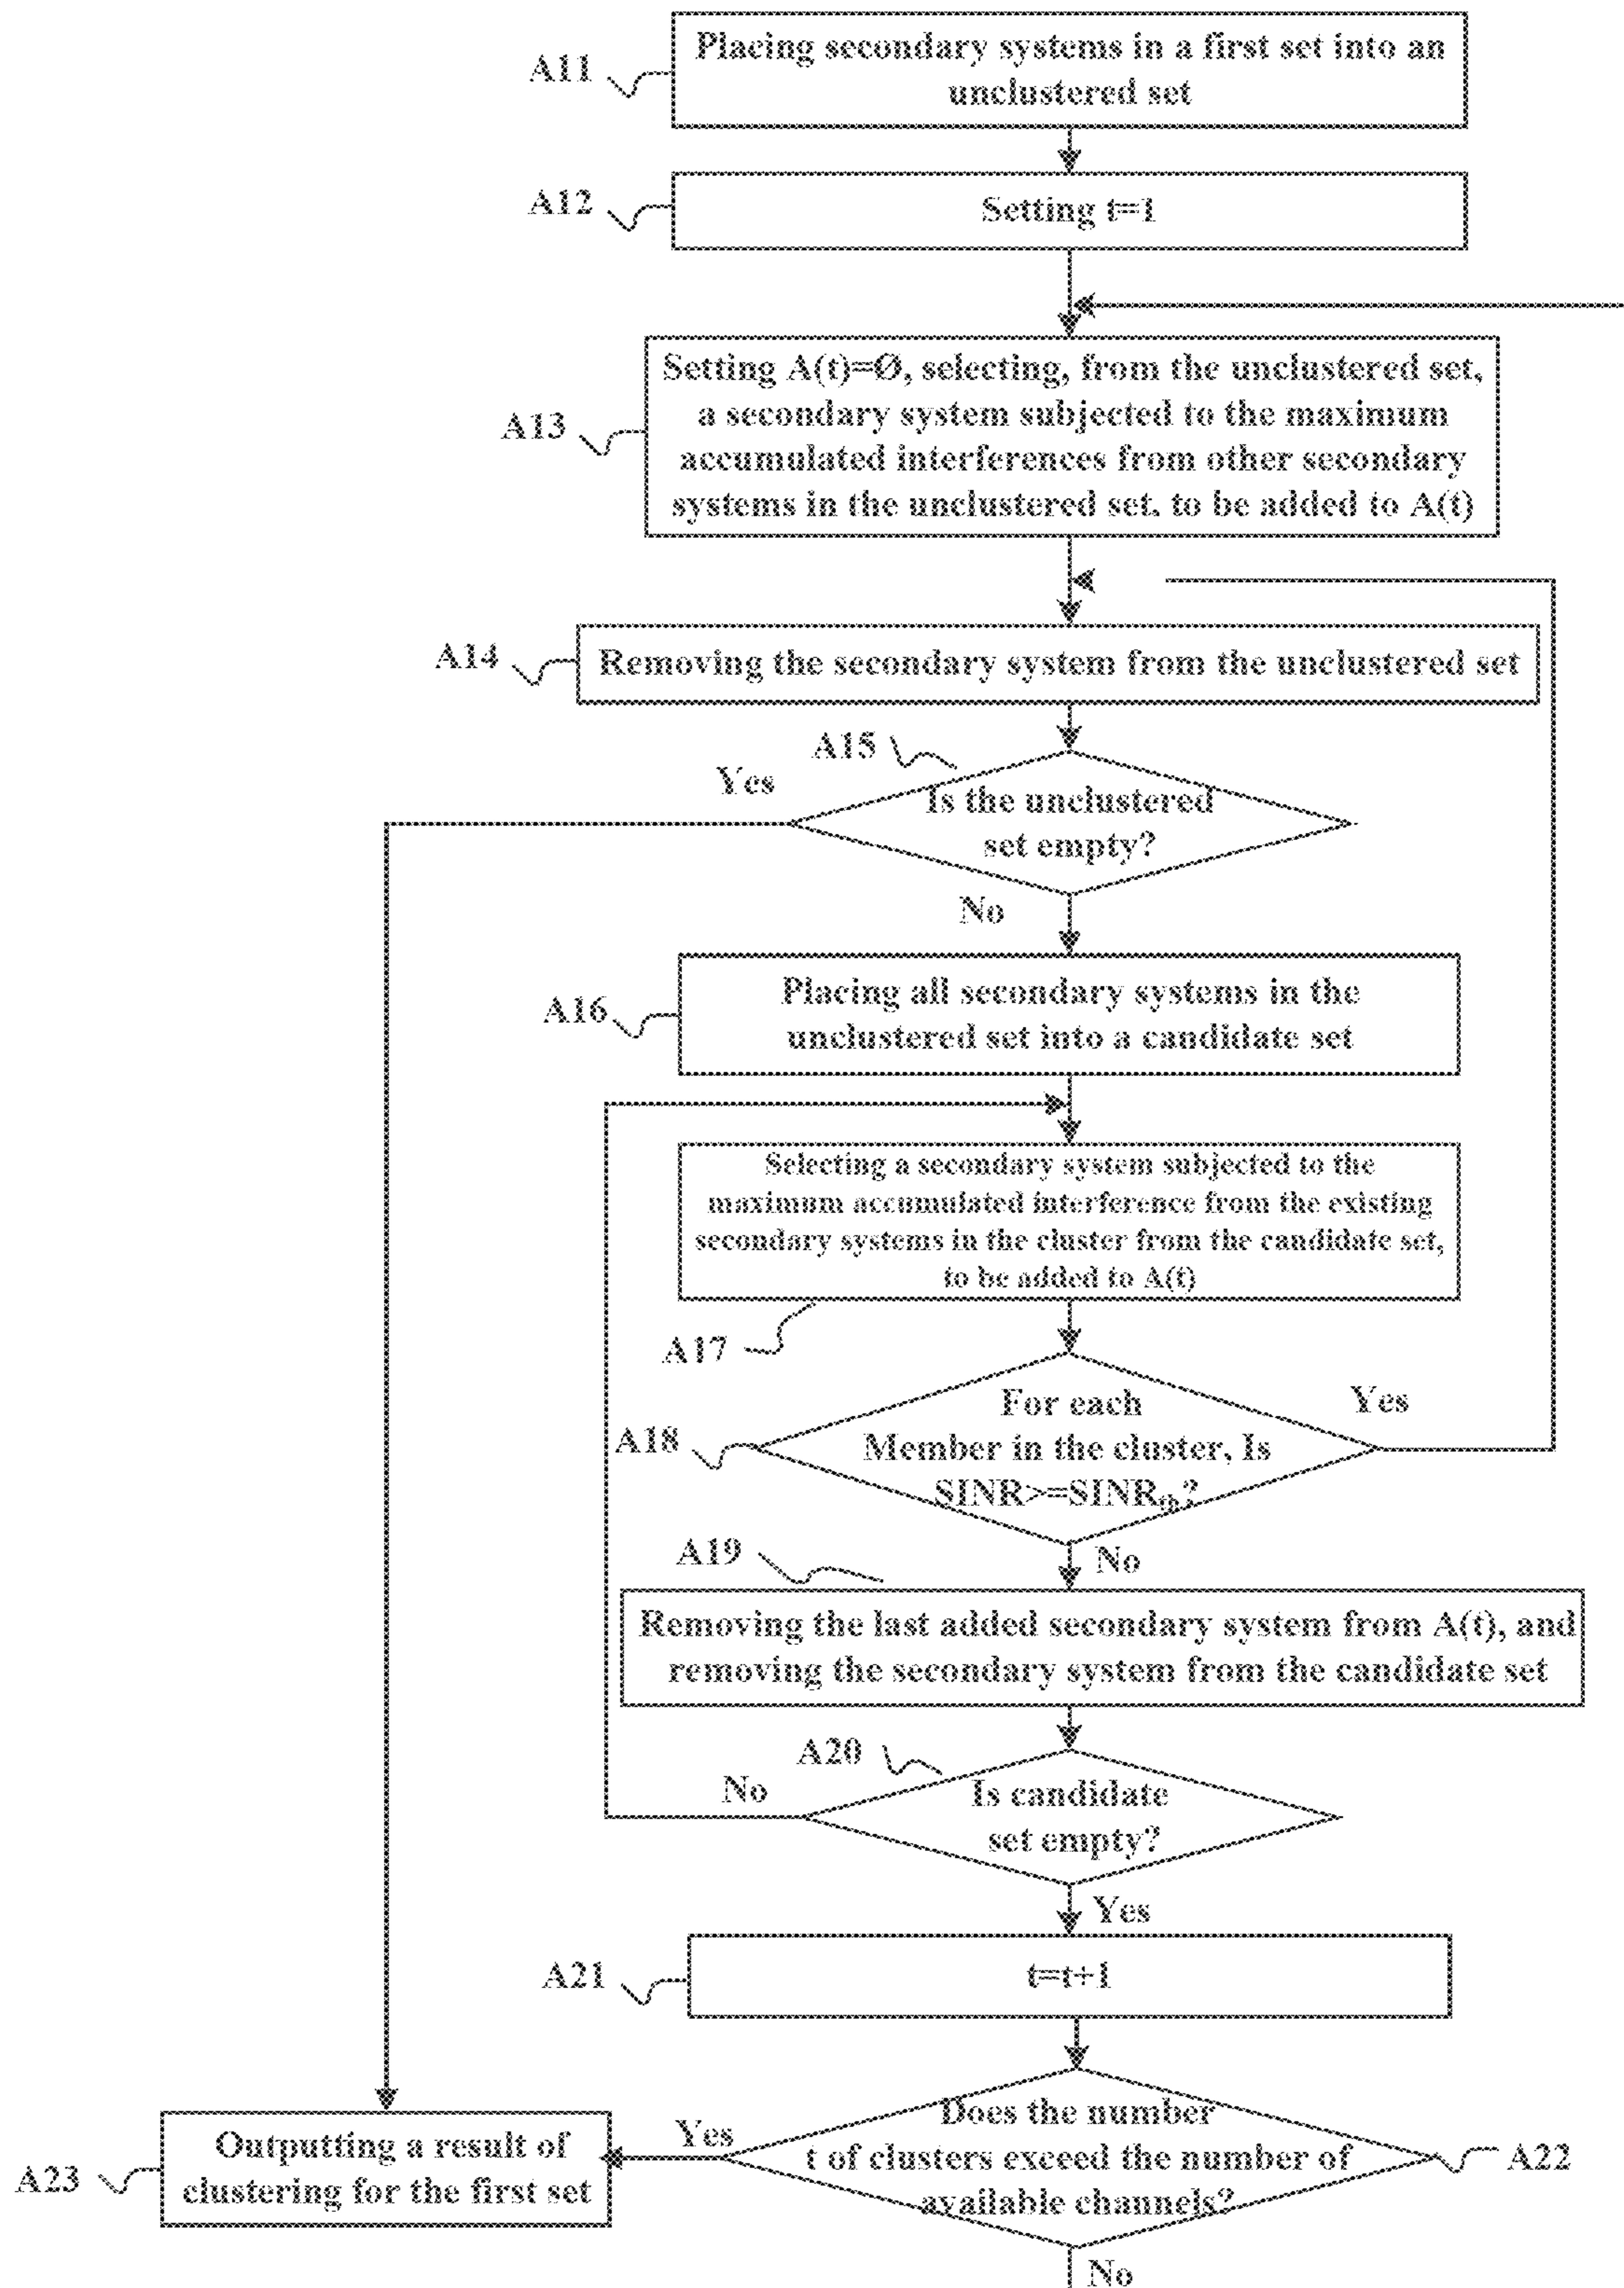 A11
Placing secondary systems in a first set into an
unclustered set
A12
Setting t=1
A13
Setting A(t)=Ø, selecting, from the unclustered set,
a secondary system subjected to the maximum
accumulated interferences from other secondary
systems in the unclustered set. to be added to A(t)
A14
Removing the secondary system from the unclustered set
A15
Yes
Is the unclustered
set empty?
No
A16
Placing all secondary systems in the
unclustered set into a candidate set
Selecting a secondary system subjected to the
maximum accumulated interference from the existing
secondary systems in the cluster from the candidate set,
to be added to A(t)
A17
For each
Member in the cluster, Is
SINR>=SINRth?
Yes
A18
A19
No
Removing the last added secondary system from A(t), and
removing the secondary system from the candidate set
A20
No
Is candidate
set empty?
Yes
A21
t=t+1
Does the number
t of clusters exceed the number of
available channels?
Yes
A22
A23
Outputting a result of
clustering for the first set
No